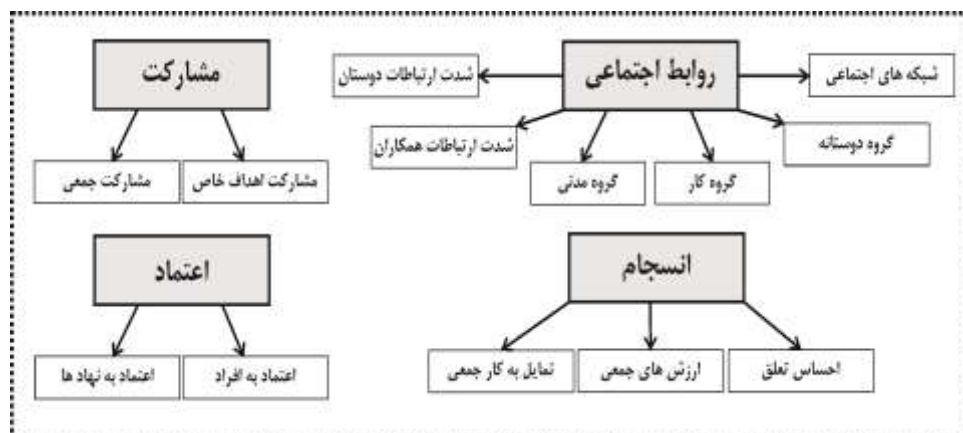 روابط اجتماعی
شبکه های اجتماعی
گروه دوستانه
گروه کار
گروه مدنی
شدت ارتباطات همکاران
شدت ارتباطات دوستان
مشارکت
مشارکت اهداف خاص
مشارکت جمعی
انسجام
احساس تعلق
ارزش های جمعی
تمایل به کار جمعی
اعتماد
اعتماد به افراد
اعتماد به نهاد ها